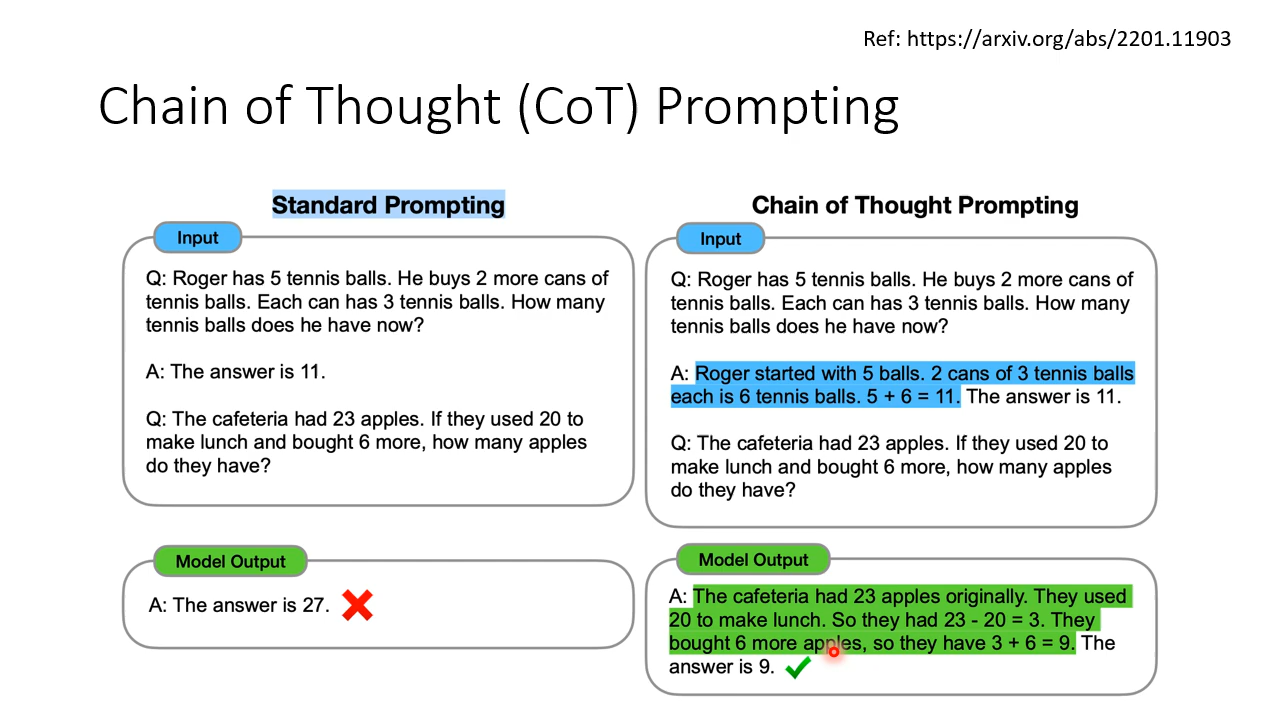 Ref: https://arxiv.org/abs/2201.11903
Chain of Thought (CoT) Prompting
Standard Prompting
Input
Q: Roger has 5 tennis balls. He buys 2 more cans of
tennis balls. Each can has 3 tennis balls. How many
tennis balls does he have now?
A: The answer is 11.
Q: The cafeteria had 23 apples. If they used 20 to
make lunch and bought 6 more, how many apples
do they have?
Model Output
A: The answer is 27.
Chain of Thought Prompting
Input
Q: Roger has 5 tennis balls. He buys 2 more cans of
tennis balls. Each can has 3 tennis balls. How many
tennis balls does he have now?
A: Roger started with 5 balls. 2 cans of 3 tennis balls
each is 6 tennis balls. 5 + 6 = 11. The answer is 11.
Q: The cafeteria had 23 apples. If they used 20 to
make lunch and bought 6 more, how many apples
do they have?
Model Output
A: The cafeteria had 23 apples originally. They used
20 to make lunch. So they had 23 - 20 = 3. They
bought 6 more apples, so they have 3 + 6 = 9. The
answer is 9.